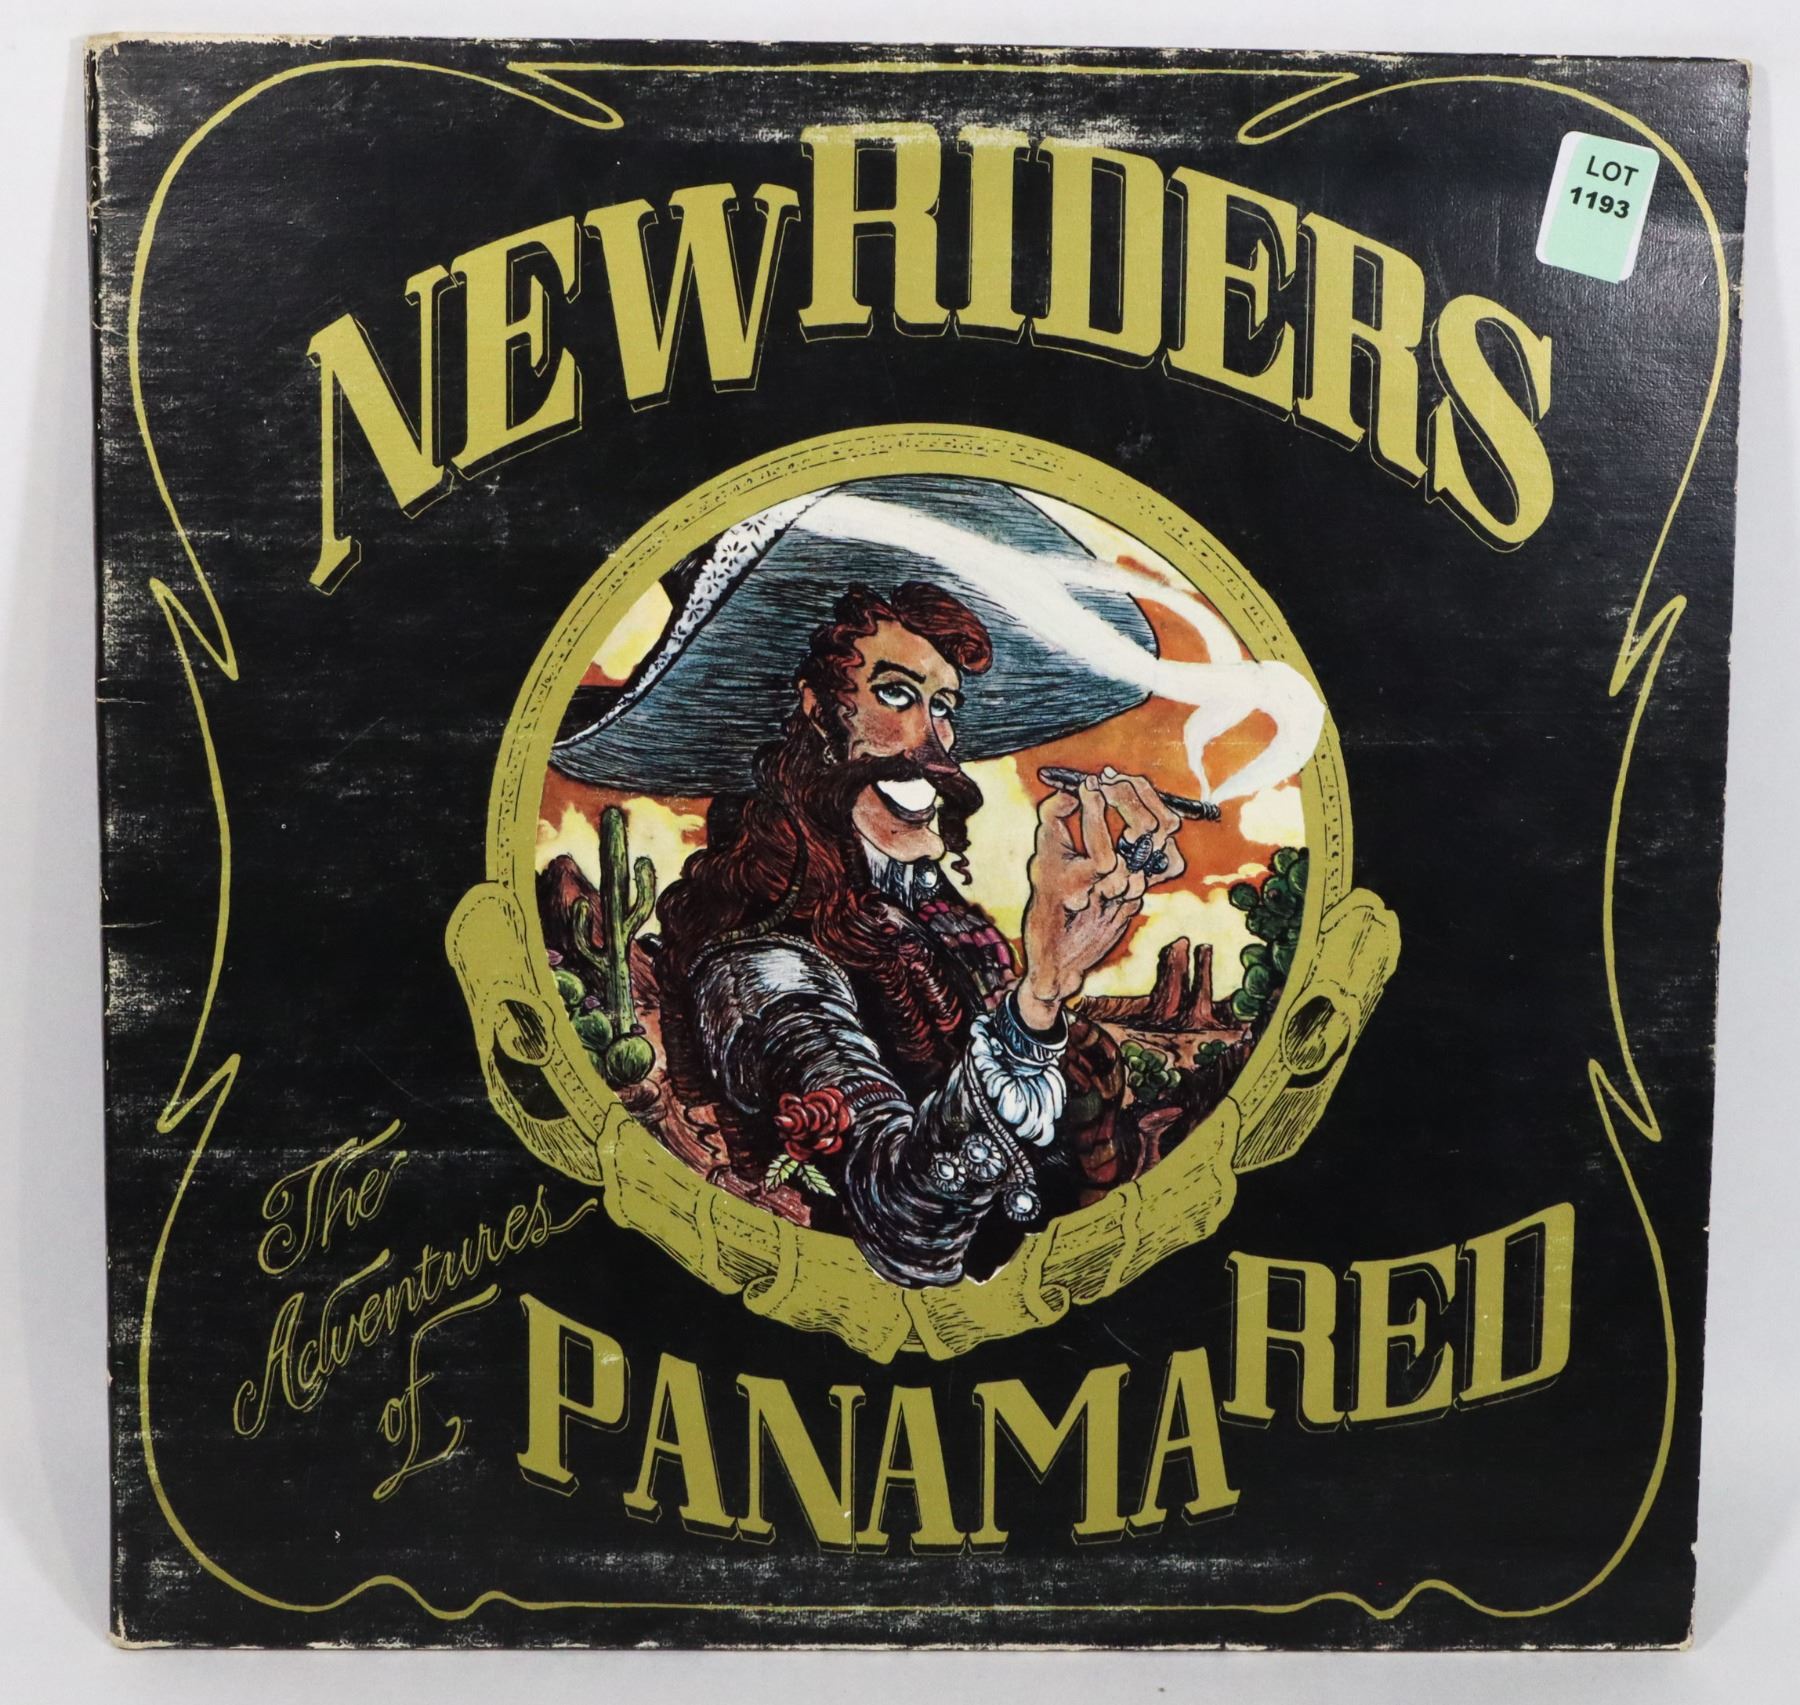 LOT
1193
NEW RIDERS
The
Adventures
of
PANAMA RED